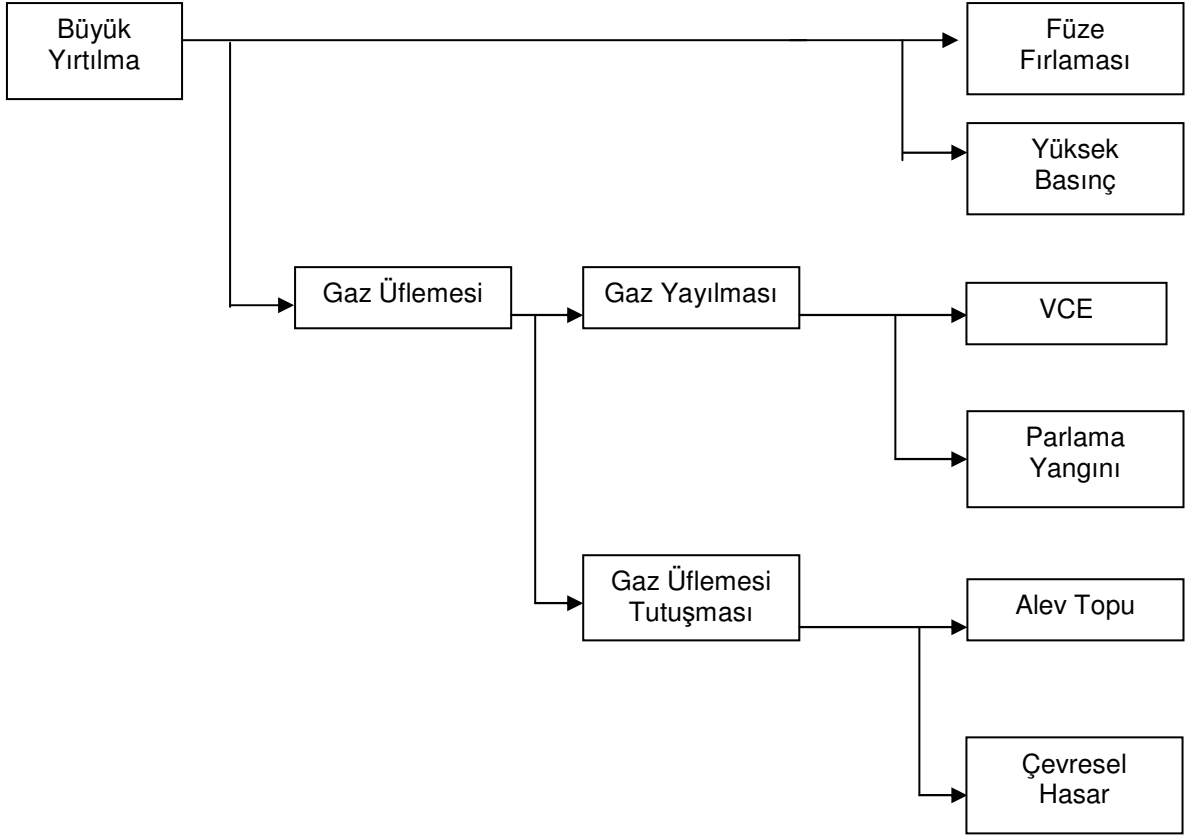 Büyük
Yırtılma
Füze
Fırlaması
Yüksek
Basınç
Gaz Üflemesi
Gaz Yayılması
VCE
Parlama
Yangını
Gaz Üflemesi
Tutuşması
Alev Topu
Çevresel
Hasar